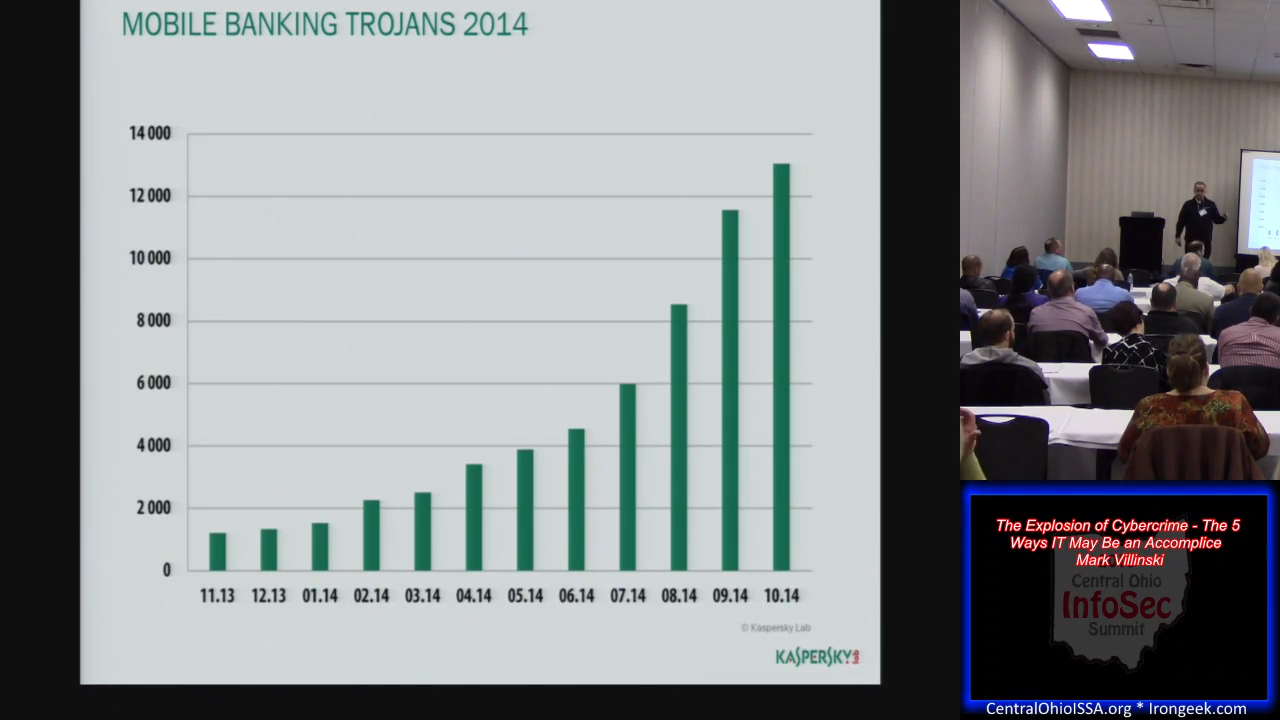 MOBILE BANKING TROJANS 2014
14 000
12 000
10 000
8 000
6 000
4 000
2 000
0
11.13 12.13 01.14 02.14 03.14 04.14 05.14 06.14 07.14 08.14 09.14 10.14
© Kaspersky Lab
KASPERSKY lab
The Explosion of Cybercrime - The 5
Ways IT May Be an Accomplice
Mark Villinski
Central Ohio
InfoSec
Summit
CentralOhioISSA.org * Irongeek.com